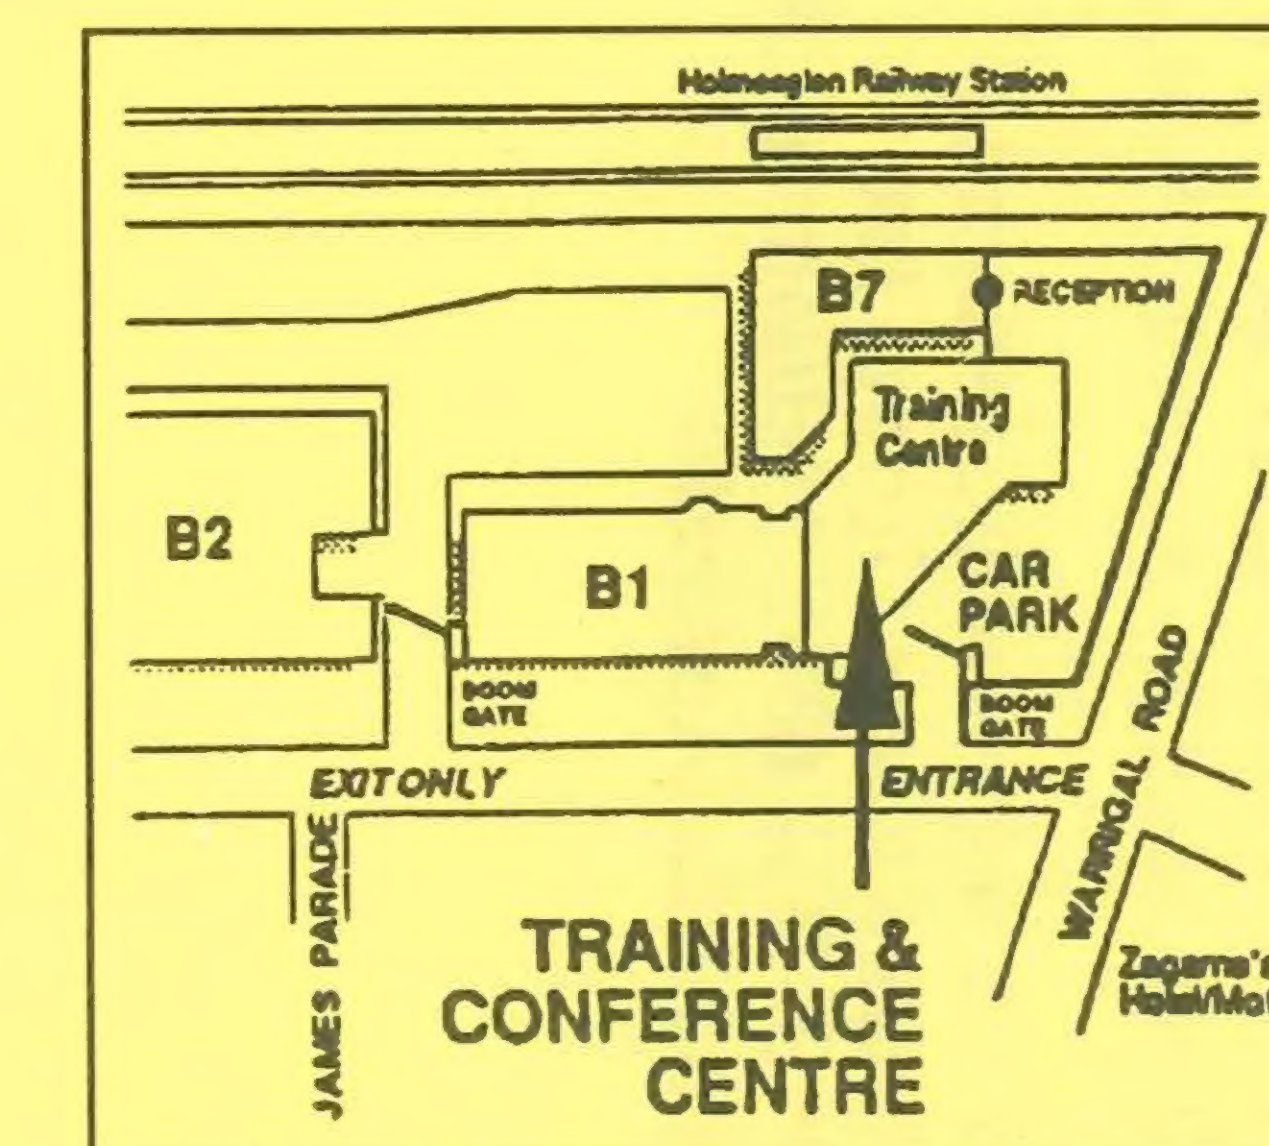 Holmesglen Railway Station
B7
RECEPTION
Training
Centre
B2
B1
CAR
PARK
BOOM
GATE
BOOM
GATE
EXIT ONLY
ENTRANCE
WARRIGAL ROAD
JAMES PARADE
TRAINING &
CONFERENCE
CENTRE
Zagame's